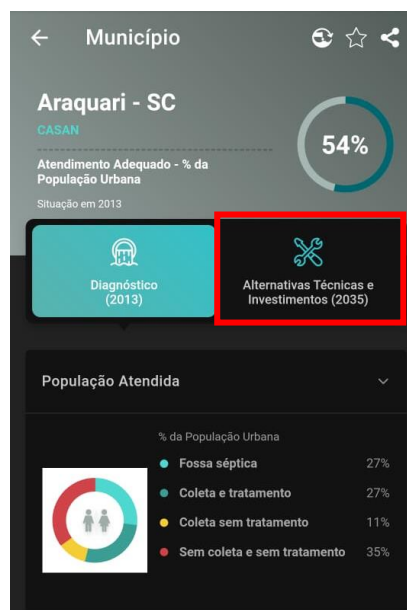 Município
Araquari - SC
CASAN
54%
Atendimento Adequado - % da
População Urbana
Situação em 2013
Diagnóstico
(2013)
Alternativas Técnicas e
Investimentos (2035)
População Atendida
% da População Urbana
Fossa séptica 27%
Coleta e tratamento 27%
Coleta sem tratamento 11%
Sem coleta e sem tratamento 35%